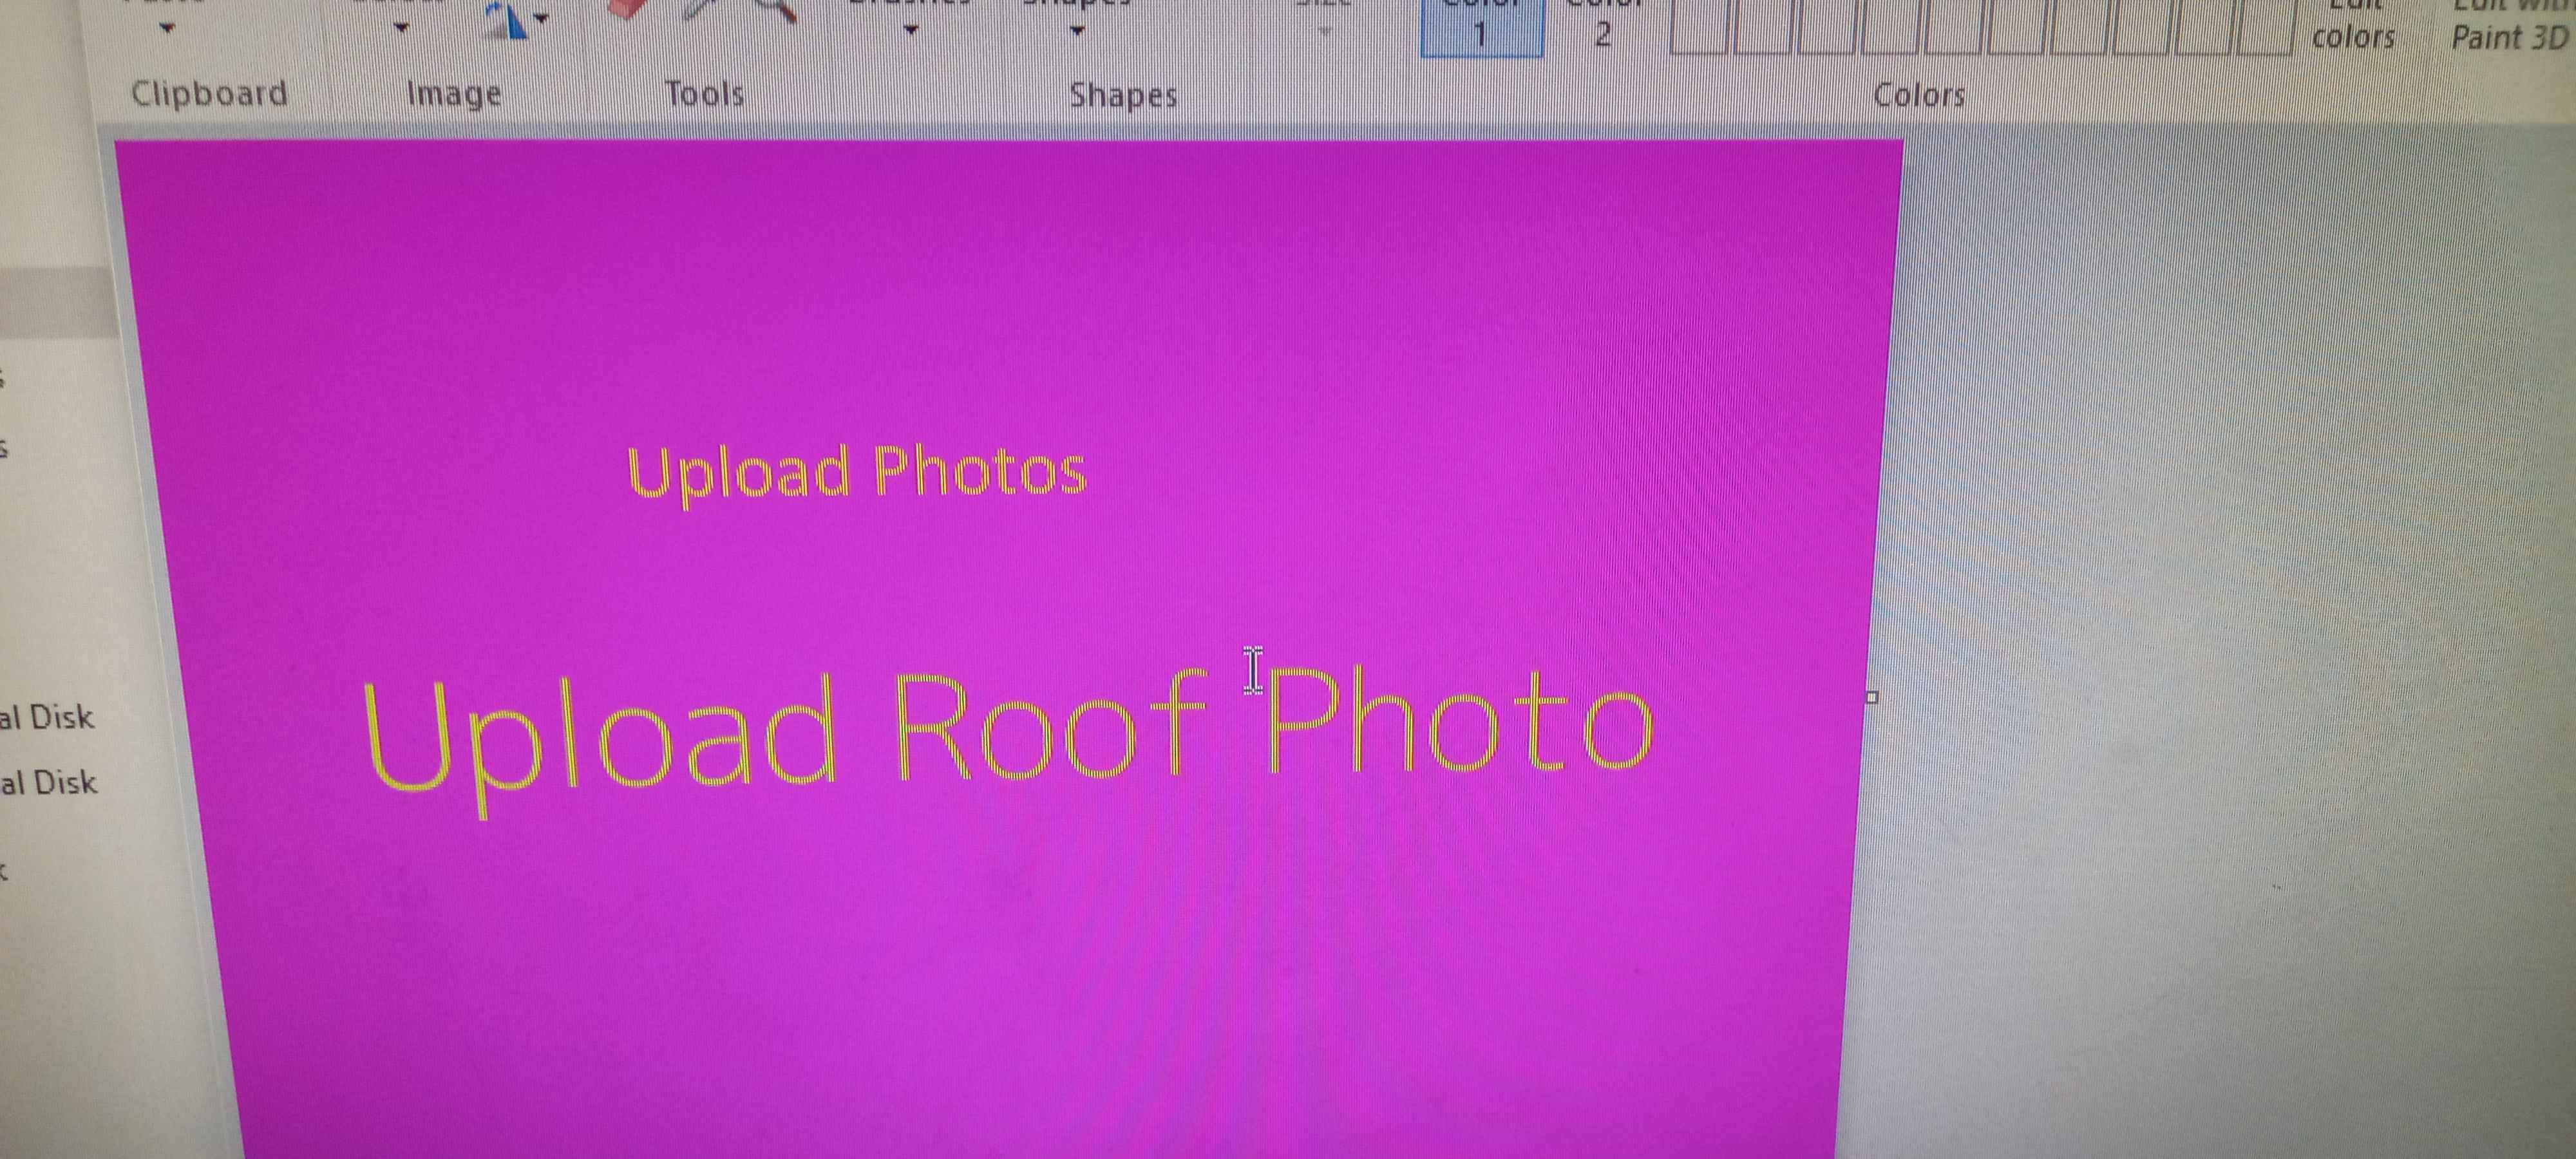 1
2
colors
Paint 3D
Clipboard
Image
Tools
Shapes
Colors
Upload Photos
Upload Roof Photo
al Disk
al Disk